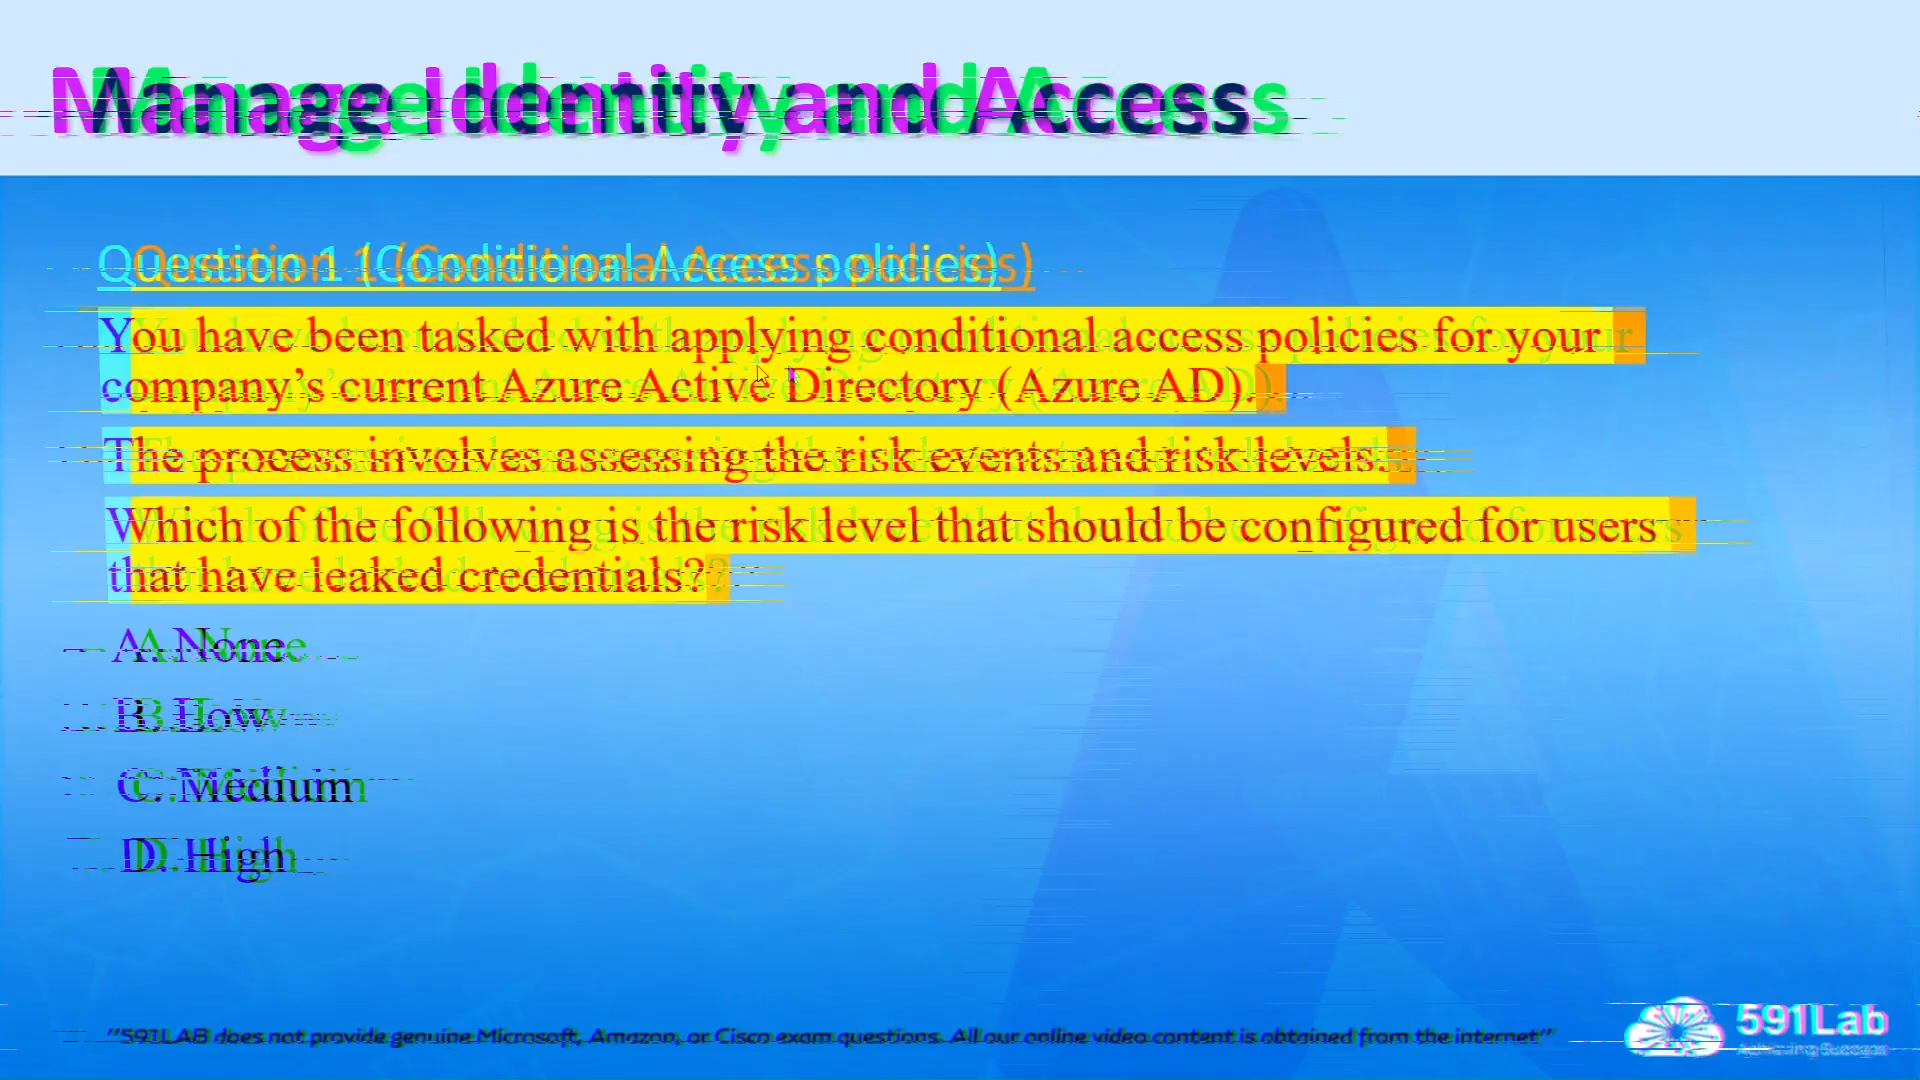 Manage Identity and Access
Question 1 (Conditional Access policies)
You have been tasked with applying conditional access policies for your
company’s current Azure Active Directory (Azure AD).
The process involves assessing the risk events and risk levels.
Which of the following is the risk level that should be configured for users
that have leaked credentials?
A. None
B. Low
C. Medium
D. High
"591LAB does not provide genuine Microsoft, Amazon, or Cisco exam questions. All our online video content is obtained from the internet"
591Lab
Achieving Success